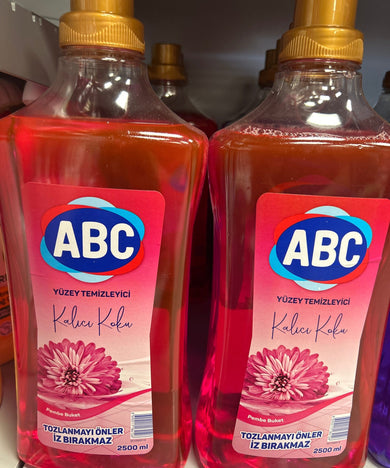 ABC
YÜZEY TEMİZLEYİCİ
Kalıcı Koku
Pembe Buket
TOZLANMAYI ÖNLER
İZ BIRAKMAZ
2500 ml
ABC
YÜZEY TEMİZLEYİCİ
Kalıcı Koku
Pembe Buket
TOZLANMAYI ÖNLER
İZ BIRAKMAZ
2500 ml